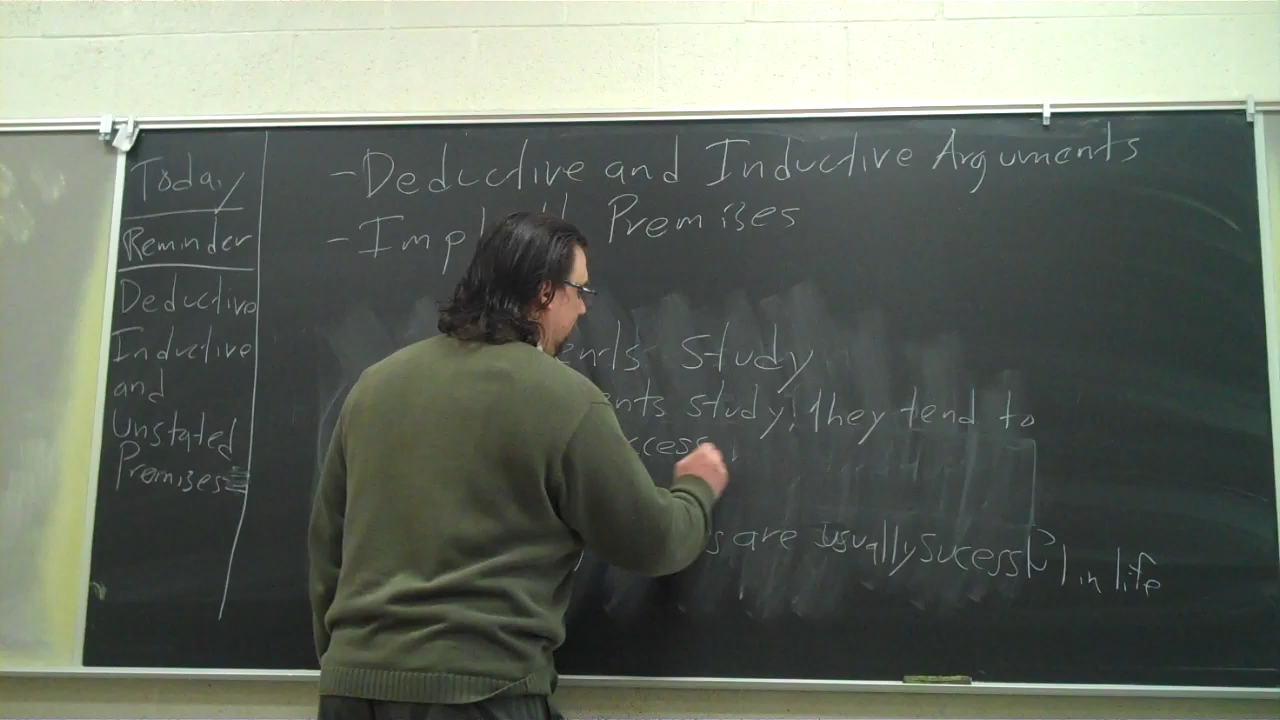 Today
Reminder
Deductive
Inductive
and
Unstated
Premises
- Deductive and Inductive Arguments
- Premises
Study
study, they tend to
are usually sucessful in life